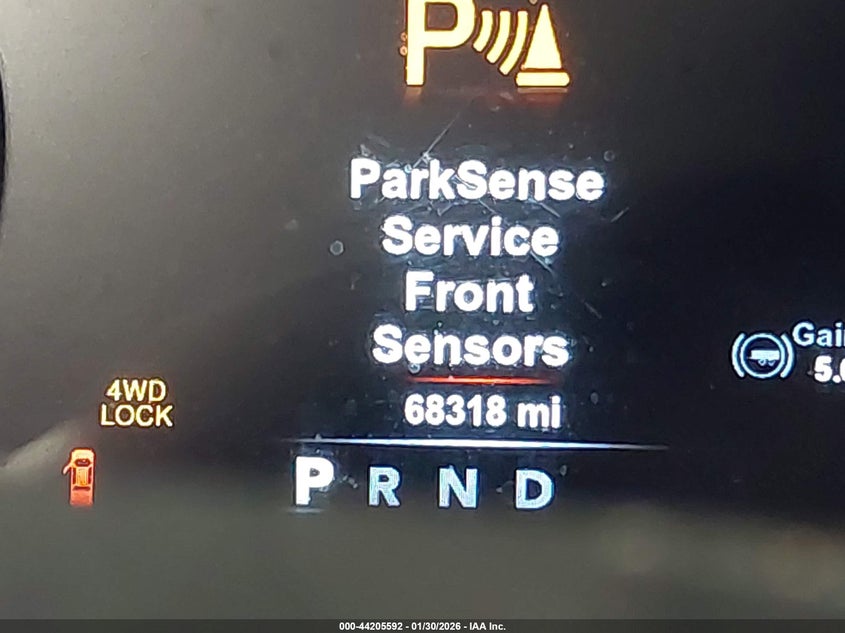 P
ParkSense
Service
Front
Sensors
4WD
LOCK
68318 mi
P R N D
000-44205592 - 01/30/2026 - IAA Inc.